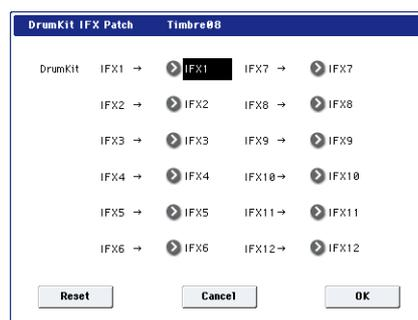 DrumKit IFX Patch Timbre08
DrumKit IFX1 → IFX1 IFX7 → IFX7
IFX2 → IFX2 IFX8 → IFX8
IFX3 → IFX3 IFX9 → IFX9
IFX4 → IFX4 IFX10→ IFX10
IFX5 → IFX5 IFX11→ IFX11
IFX6 → IFX6 IFX12→ IFX12
Reset Cancel OK